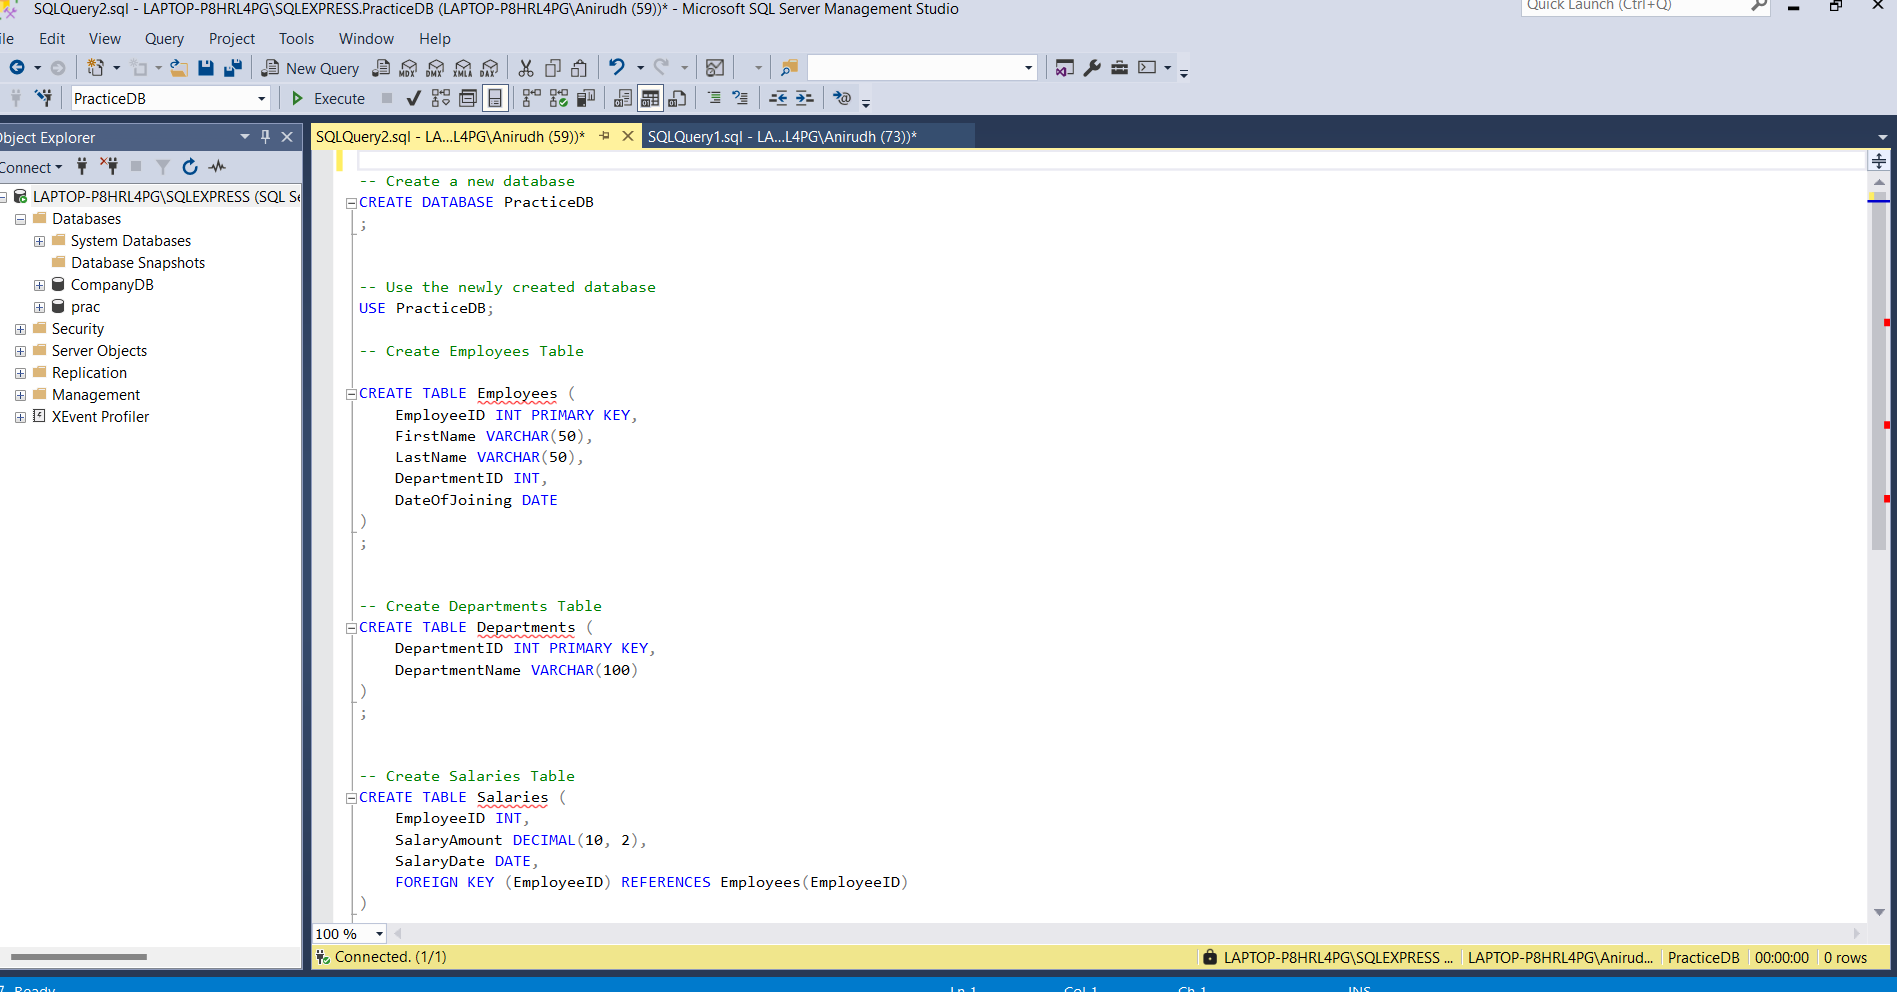 SQLQuery2.sql - LAPTOP-P8HRL4PG\SQLEXPRESS.PracticeDB (LAPTOP-P8HRL4PG\Anirudh (59))* - Microsoft SQL Server Management Studio
Quick Launch (Ctrl+Q)
ile Edit View Query Project Tools Window Help
New Query MDX DMX XMLA DAX
PracticeDB Execute
Object Explorer
SQLQuery2.sql - LA...L4PG\Anirudh (59))* SQLQuery1.sql - LA...L4PG\Anirudh (73))*
Connect
LAPTOP-P8HRL4PG\SQLEXPRESS (SQL Se
Databases
System Databases
Database Snapshots
CompanyDB
prac
Security
Server Objects
Replication
Management
XEvent Profiler
-- Create a new database
CREATE DATABASE PracticeDB
;
-- Use the newly created database
USE PracticeDB;
-- Create Employees Table
CREATE TABLE Employees (
EmployeeID INT PRIMARY KEY,
FirstName VARCHAR(50),
LastName VARCHAR(50),
DepartmentID INT,
DateOfJoining DATE
)
;
-- Create Departments Table
CREATE TABLE Departments (
DepartmentID INT PRIMARY KEY,
DepartmentName VARCHAR(100)
)
;
-- Create Salaries Table
CREATE TABLE Salaries (
EmployeeID INT,
SalaryAmount DECIMAL(10, 2),
SalaryDate DATE,
FOREIGN KEY (EmployeeID) REFERENCES Employees(EmployeeID)
)
100 %
Connected. (1/1) LAPTOP-P8HRL4PG\SQLEXPRESS ... LAPTOP-P8HRL4PG\Anirud... PracticeDB 00:00:00 0 rows
Ready Ln 1 Col 1 Ch 1 INS